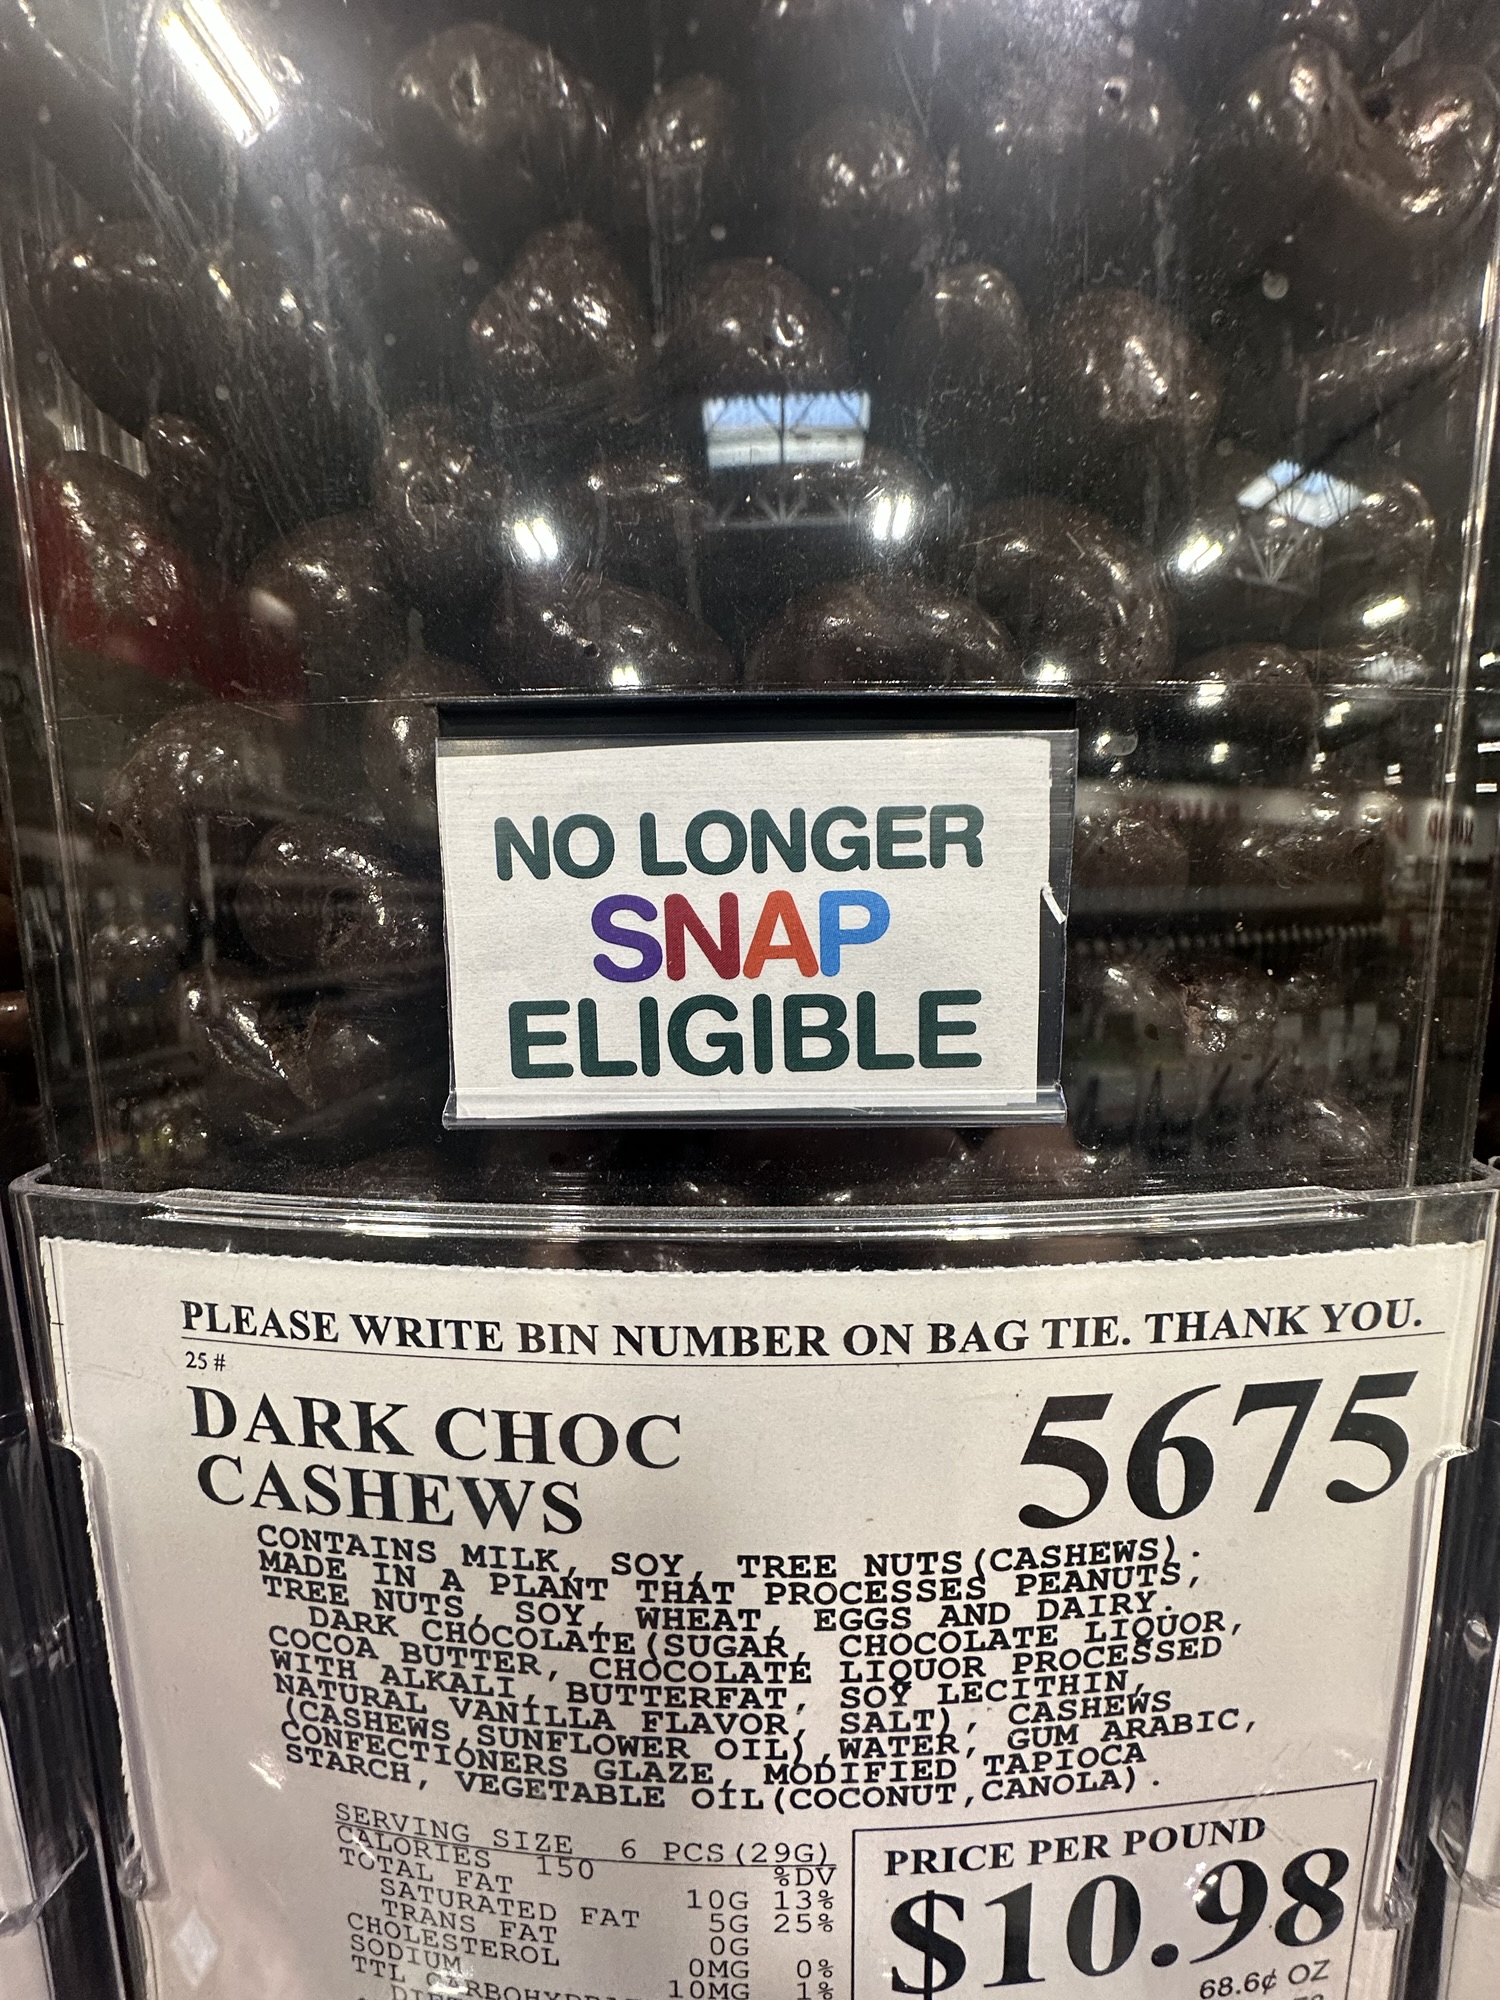 NO LONGER
SNAP
ELIGIBLE
PLEASE WRITE BIN NUMBER ON BAG TIE. THANK YOU.
25 #
DARK CHOC
CASHEWS
5675
CONTAINS MILK, SOY, TREE NUTS(CASHEWS).
MADE IN A PLANT THAT PROCESSES PEANUTS,
TREE NUTS, SOY, WHEAT, EGGS AND DAIRY.
DARK CHOCOLATE(SUGAR, CHOCOLATE LIQUOR,
COCOA BUTTER, CHOCOLATE LIQUOR PROCESSED
WITH ALKALI, BUTTERFAT, SOY LECITHIN,
NATURAL VANILLA FLAVOR, SALT), CASHEWS
(CASHEWS,SUNFLOWER OIL),WATER, GUM ARABIC,
CONFECTIONERS GLAZE, MODIFIED TAPIOCA
STARCH, VEGETABLE OIL(COCONUT,CANOLA).
SERVING SIZE 6 PCS(29G)
CALORIES 150 %DV
TOTAL FAT 10G 13%
SATURATED FAT 5G 25%
TRANS FAT 0G
CHOLESTEROL 0MG 0%
SODIUM 10MG 1%
TTL
PRICE PER POUND
$10.98
68.6¢ OZ